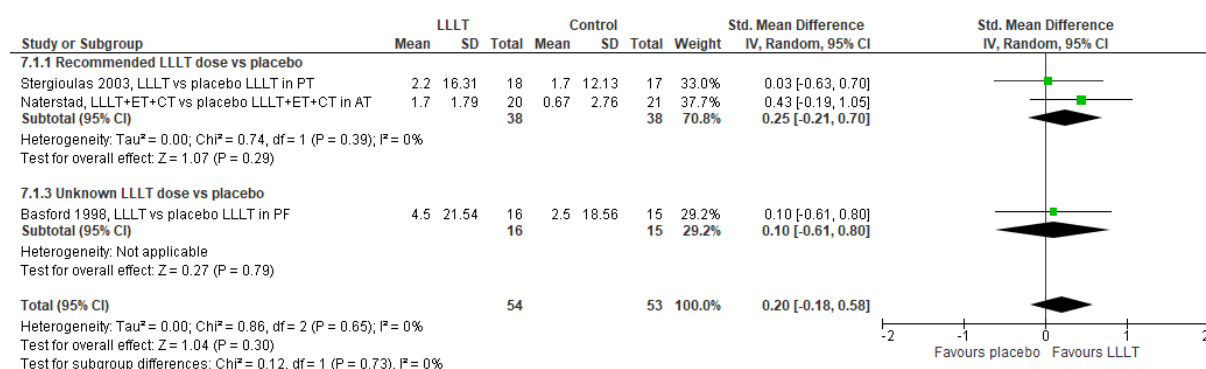 LLLT Control Std. Mean Difference Std. Mean Difference
Study or Subgroup Mean SD Total Mean SD Total Weight IV, Random, 95% CI IV, Random, 95% CI
7.1.1 Recommended LLLT dose vs placebo
Stergioulas 2003, LLLT vs placebo LLLT in PT 2.2 16.31 18 1.7 12.13 17 33.0% 0.03 [-0.63, 0.70]
Naterstad, LLLT+ET+CT vs placebo LLLT+ET+CT in AT 1.7 1.79 20 0.67 2.76 21 37.7% 0.43 [-0.19, 1.05]
Subtotal (95% CI) 38 38 70.8% 0.25 [-0.21, 0.70]
Heterogeneity: Tau² = 0.00; Chi² = 0.74, df = 1 (P = 0.39); I² = 0%
Test for overall effect: Z = 1.07 (P = 0.29)
7.1.3 Unknown LLLT dose vs placebo
Basford 1998, LLLT vs placebo LLLT in PF 4.5 21.54 16 2.5 18.56 15 29.2% 0.10 [-0.61, 0.80]
Subtotal (95% CI) 16 15 29.2% 0.10 [-0.61, 0.80]
Heterogeneity: Not applicable
Test for overall effect: Z = 0.27 (P = 0.79)
Total (95% CI) 54 53 100.0% 0.20 [-0.18, 0.58]
Heterogeneity: Tau² = 0.00; Chi² = 0.86, df = 2 (P = 0.65); I² = 0%
Test for overall effect: Z = 1.04 (P = 0.30)
Test for subgroup differences: Chi² = 0.12, df = 1 (P = 0.73), I² = 0%
-2 -1 0 1 2
Favours placebo Favours LLLT